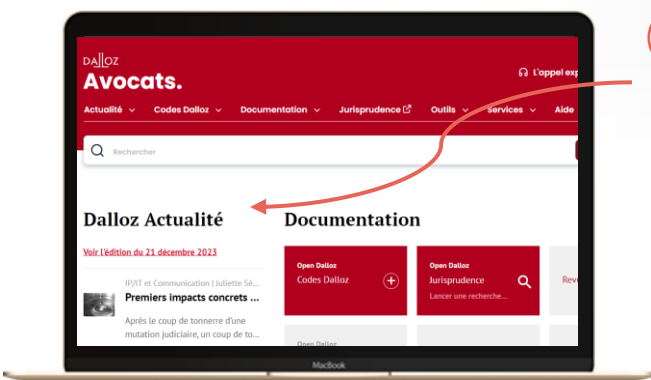 DALLOZ
Avocats.
L'appel exp
Actualité Codes Dalloz Documentation Jurisprudence Outils Services Aide
Rechercher
Dalloz Actualité
Documentation
Voir l'édition du 21 décembre 2023
IP/IT et Communication | Juliette Sé...
Premiers impacts concrets ...
Après le coup de tonnerre d'une
mutation judiciaire, un coup de to...
Open Dalloz
Codes Dalloz
Open Dalloz
Jurisprudence
Lancer une recherche...
Rev
Open Dalloz
MacBook